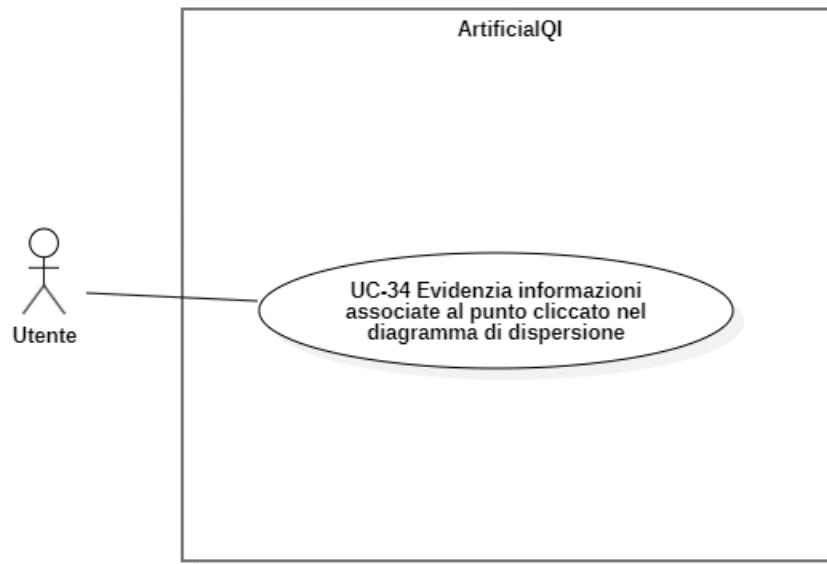 ArtificialQI
UC-34 Evidenzia informazioni
associate al punto cliccato nel
diagramma di dispersione
Utente